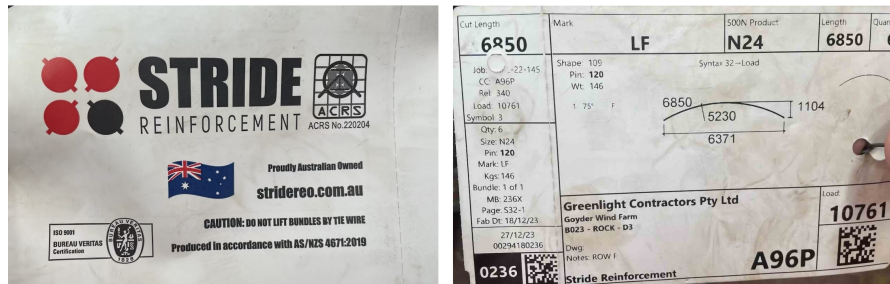 STRIDE
REINFORCEMENT
ACRS
ACRS No.220204
Proudly Australian Owned
stridereo.com.au
CAUTION: DO NOT LIFT BUNDLES BY TIE WIRE
Produced in accordance with AS/NZS 4671:2019
ISO 9001
BUREAU VERITAS
Certification
BUREAU VERITAS
1828
Cut Length
6850
Mark
LF
500N Product
N24
Length
6850
Job: -22-145
CC: A96P
Rel: 340
Load: 10761
Symbol: 3
Qty: 6
Size: N24
Pin: 120
Mark: LF
Kgs: 146
Bundle: 1 of 1
MB: 236X
Page: S32-1
Fab Dt: 18/12/23
27/12/23
00294180236
0236
Shape: 109
Pin: 120
Wt: 146
1 75° F
Syntax 32--Load
6850
5230
1104
6371
Greenlight Contractors Pty Ltd
Goyder Wind Farm
B023 - ROCK - D3
Dwg:
Notes: ROW F
A96P
Stride Reinforcement
Load:
10761